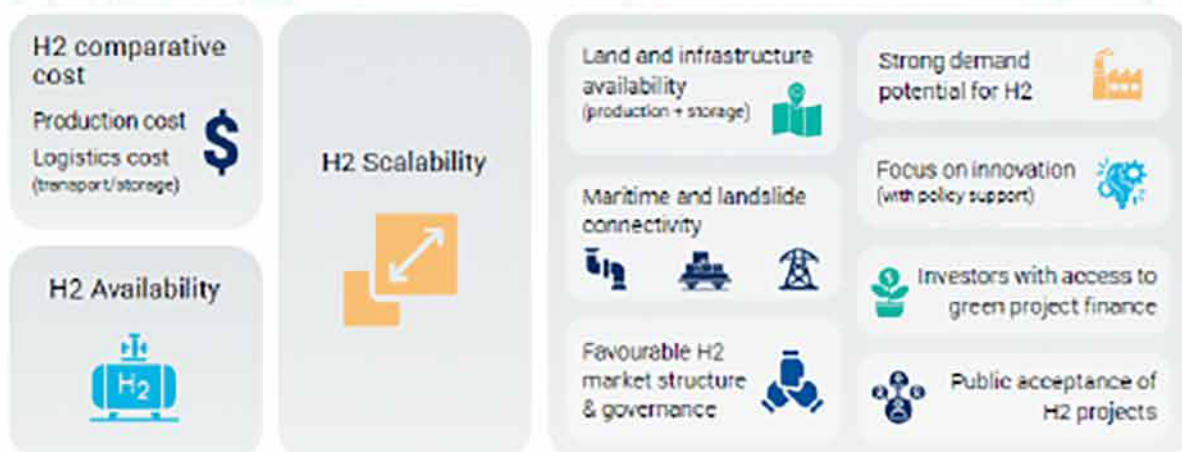 H2 comparative
cost
Production cost
Logistics cost
(transport/storage)
$
H2 Availability
H2
H2 Scalability
Land and infrastructure
availability
(production + storage)
Maritime and landslide
connectivity
Favourable H2
market structure
& governance
Strong demand
potential for H2
Focus on innovation
(with policy support)
Investors with access to
green project finance
Public acceptance of
H2 projects